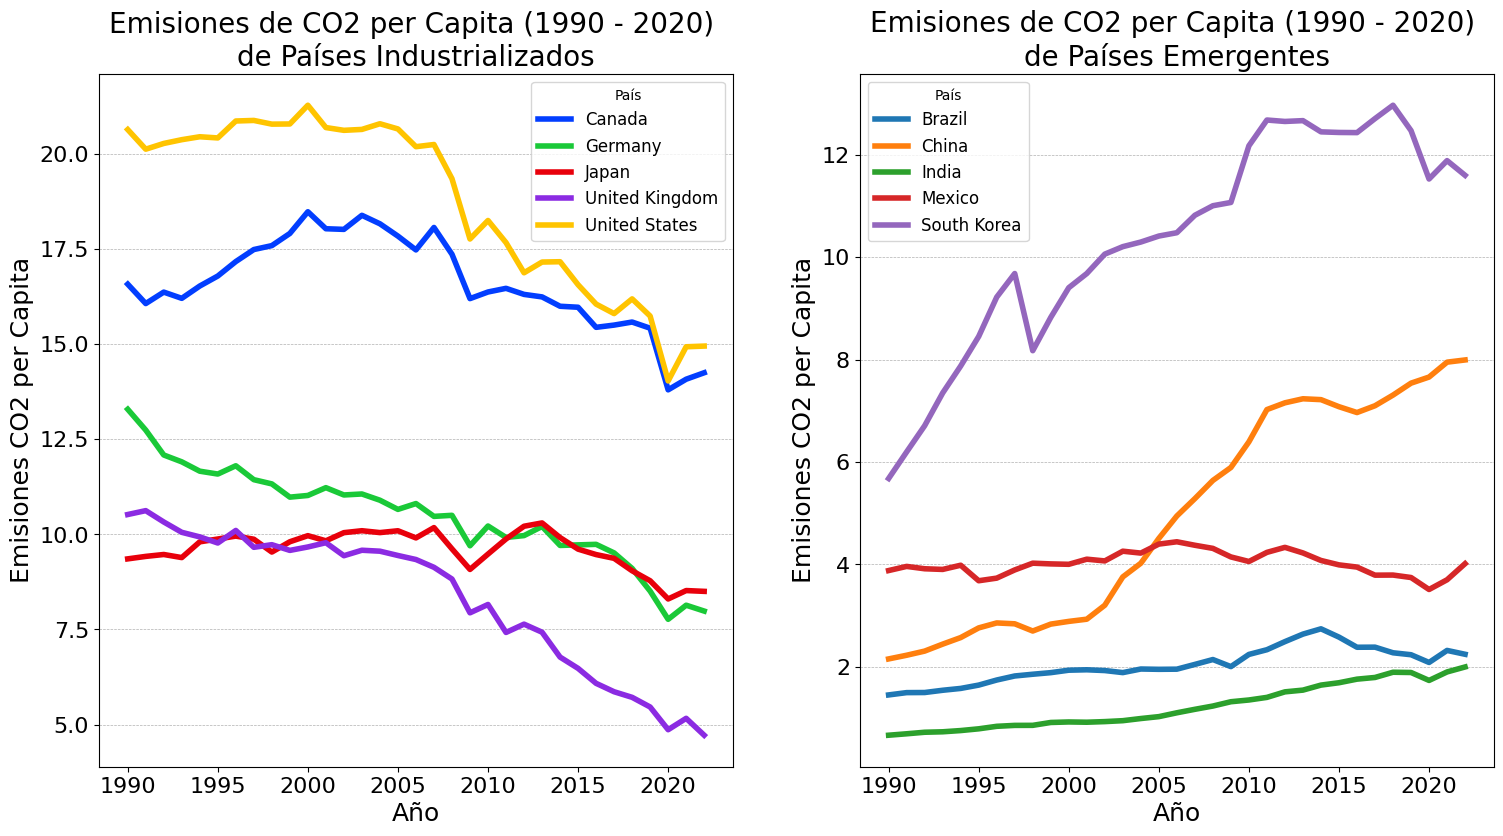 Emisiones de CO2 per Capita (1990 - 2020)
de Países Industrializados
Emisiones CO2 per Capita
20.0
17.5
15.0
12.5
10.0
7.5
5.0
País
Canada
Germany
Japan
United Kingdom
United States
1990 1995 2000 2005 2010 2015 2020
Año
Emisiones de CO2 per Capita (1990 - 2020)
de Países Emergentes
Emisiones CO2 per Capita
12
10
8
6
4
2
País
Brazil
China
India
Mexico
South Korea
1990 1995 2000 2005 2010 2015 2020
Año